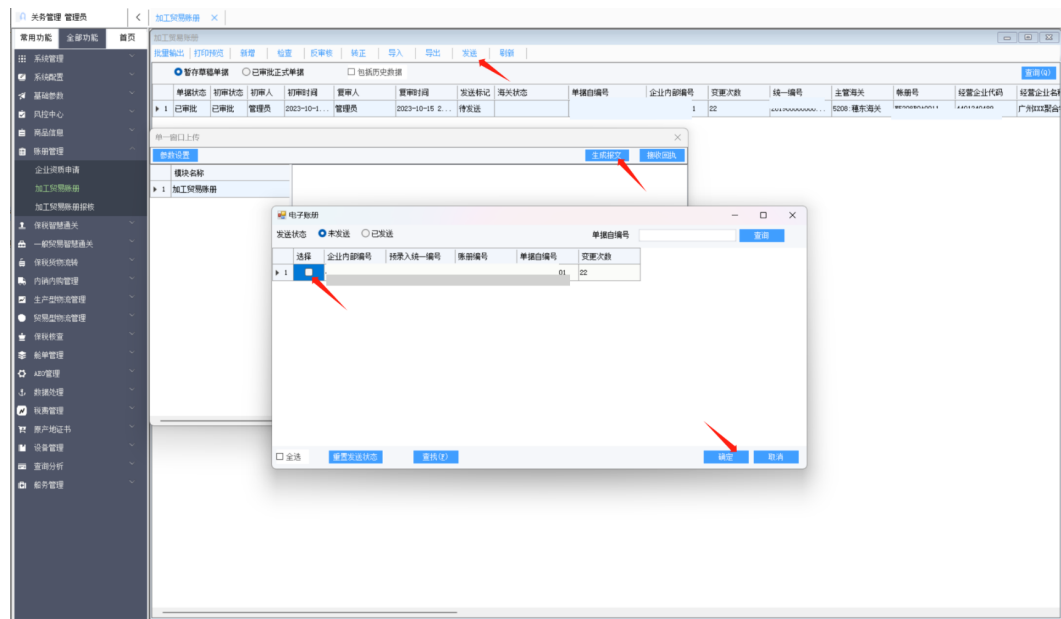 关务管理 管理员
加工贸易账册
常用功能 全部功能 首页
加工贸易账册
批量输出 打印预览 新增 检查 反审核 转正 导入 导出 发送 刷新
暂存草稿单据 已审批正式单据 包括历史数据 查询(Q)
单据状态 初审状态 初审人 初审时间 复审人 复审时间 发送标记 海关状态 单据自编号 企业内部编号 变更次数 统一编号 主管海关 账册号 经营企业代码 经营企业名称
1 已审批 已审批 管理员 2023-10-1... 管理员 2023-10-15 2... 待发送 1 22 5208 穗东海关
系统管理
系统配置
基础参数
风控中心
商品信息
账册管理
企业资质申请
加工贸易账册
加工贸易账册报核
保税智慧通关
一般贸易智慧通关
保税货物流转
内销内购管理
生产型物流管理
贸易型物流管理
保税核查
舱单管理
AEO管理
数据处理
税费管理
原产地证书
设备管理
查询分析
服务管理
单一窗口上传
参数设置 生成报文 接收回执
模块名称
1 加工贸易账册
电子账册
发送状态 未发送 已发送 单据自编号 查询
选择 企业内部编号 预录入统一编号 账册编号 单据自编号 变更次数
1 01 22
全选 重置发送状态 查找(F) 确定 取消